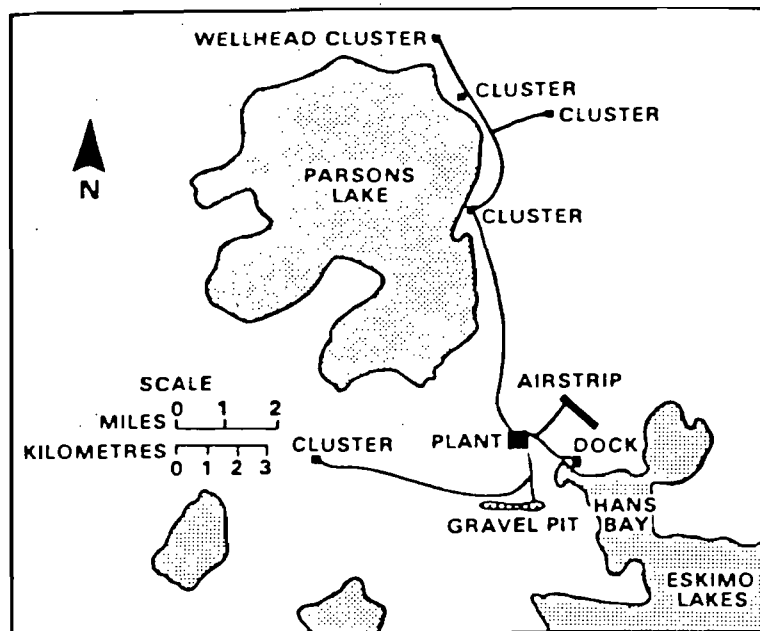 WELLHEAD CLUSTER
CLUSTER
CLUSTER
N
PARSONS
LAKE
CLUSTER
SCALE
0 1 2
MILES
KILOMETRES
0 1 2 3
AIRSTRIP
CLUSTER
PLANT
DOCK
GRAVEL PIT
HANS
BAY
ESKIMO
LAKES